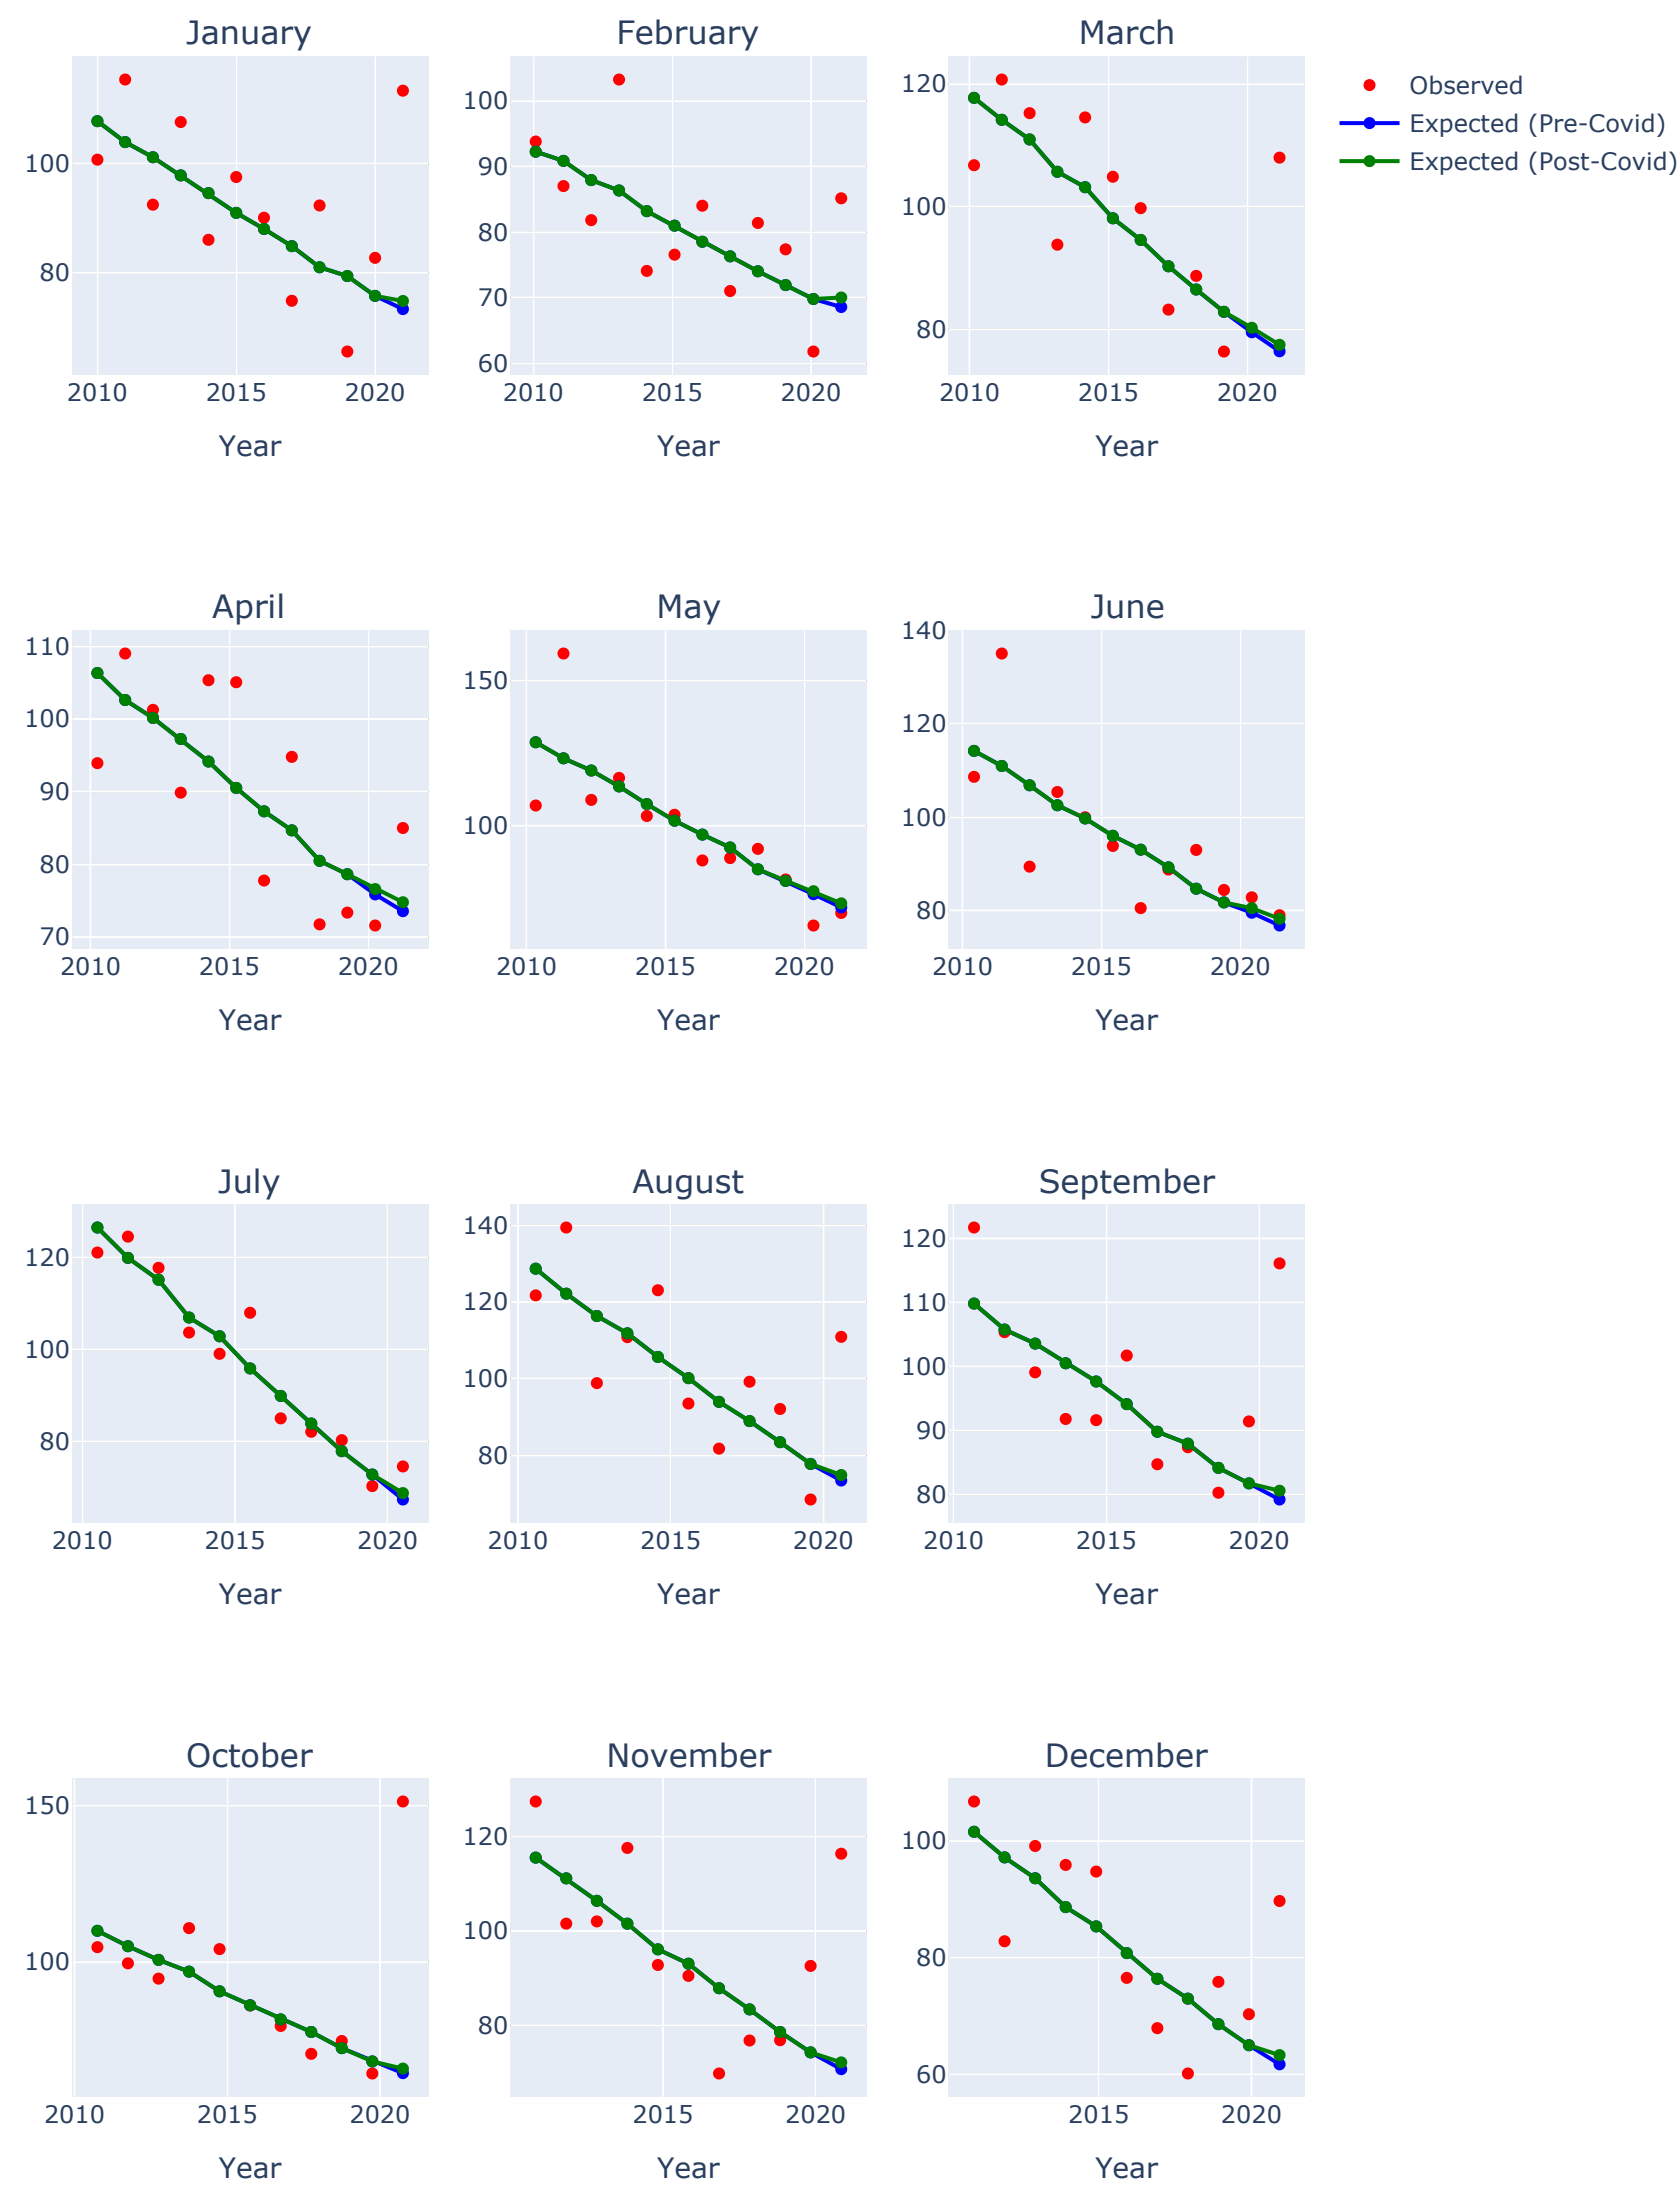 January
February
March
Observed
Expected (Pre-Covid)
Expected (Post-Covid)
100
80
2010
2015
2020
Year
100
90
80
70
60
2010
2015
2020
Year
120
100
80
2010
2015
2020
Year
April
May
June
110
100
90
80
70
2010
2015
2020
Year
150
100
2010
2015
2020
Year
140
120
100
80
2010
2015
2020
Year
July
August
September
120
100
80
2010
2015
2020
Year
140
120
100
80
2010
2015
2020
Year
120
110
100
90
80
2010
2015
2020
Year
October
November
December
150
100
2010
2015
2020
Year
120
100
80
2015
2020
Year
100
80
60
2015
2020
Year